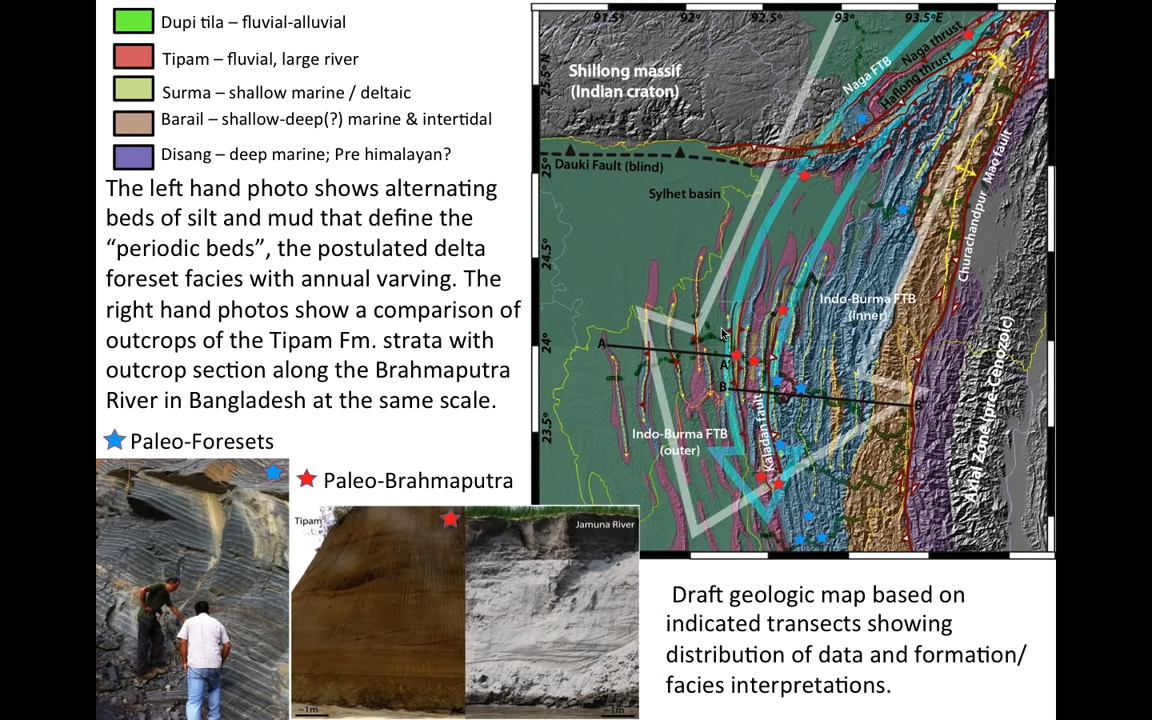 Dupi tila – fluvial-alluvial
Tipam – fluvial, large river
Surma – shallow marine / deltaic
Barail – shallow-deep(?) marine & intertidal
Disang – deep marine; Pre himalayan?
The left hand photo shows alternating
beds of silt and mud that define the
“periodic beds”, the postulated delta
foreset facies with annual varving. The
right hand photos show a comparison of
outcrops of the Tipam Fm. strata with
outcrop section along the Brahmaputra
River in Bangladesh at the same scale.
Paleo-Foresets
Paleo-Brahmaputra
Tipam
Jamuna River
~1m
~1m
91.5°
92°
92.5°
93°
93.5°E
25.5°N
25°
24.5°
24°
23.5°
Shillong massif
(Indian craton)
Naga FTB
Naga thrust
Haflong thrust
Dauki Fault (blind)
Sylhet basin
Churachandpur Mao fault
Indo-Burma FTB
(inner)
A
A'
B
B'
Indo-Burma FTB
(outer)
Kaladan fault
Axial zone (pre-Cenozoic)
Draft geologic map based on
indicated transects showing
distribution of data and formation/
facies interpretations.